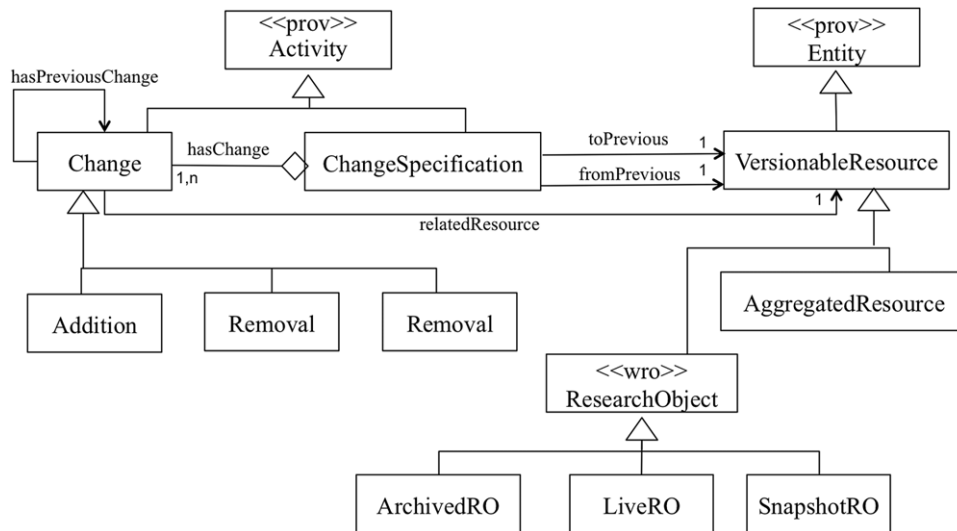 <<prov>>
Activity
<<prov>>
Entity
hasPreviousChange
Change
hasChange
1,n
ChangeSpecification
toPrevious
1
fromPrevious
1
VersionableResource
relatedResource
1
Addition
Removal
Removal
AggregatedResource
<<wro>>
ResearchObject
ArchivedRO
LiveRO
SnapshotRO